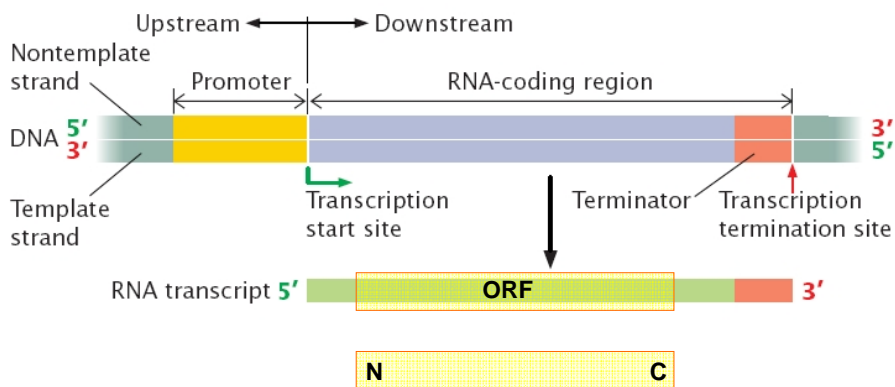 Upstream Downstream
Nontemplate
strand
Promoter
RNA-coding region
DNA 5′ 3′
3′ 5′
Template
strand
Transcription
start site
Terminator
Transcription
termination site
RNA transcript 5′ ORF 3′
N C